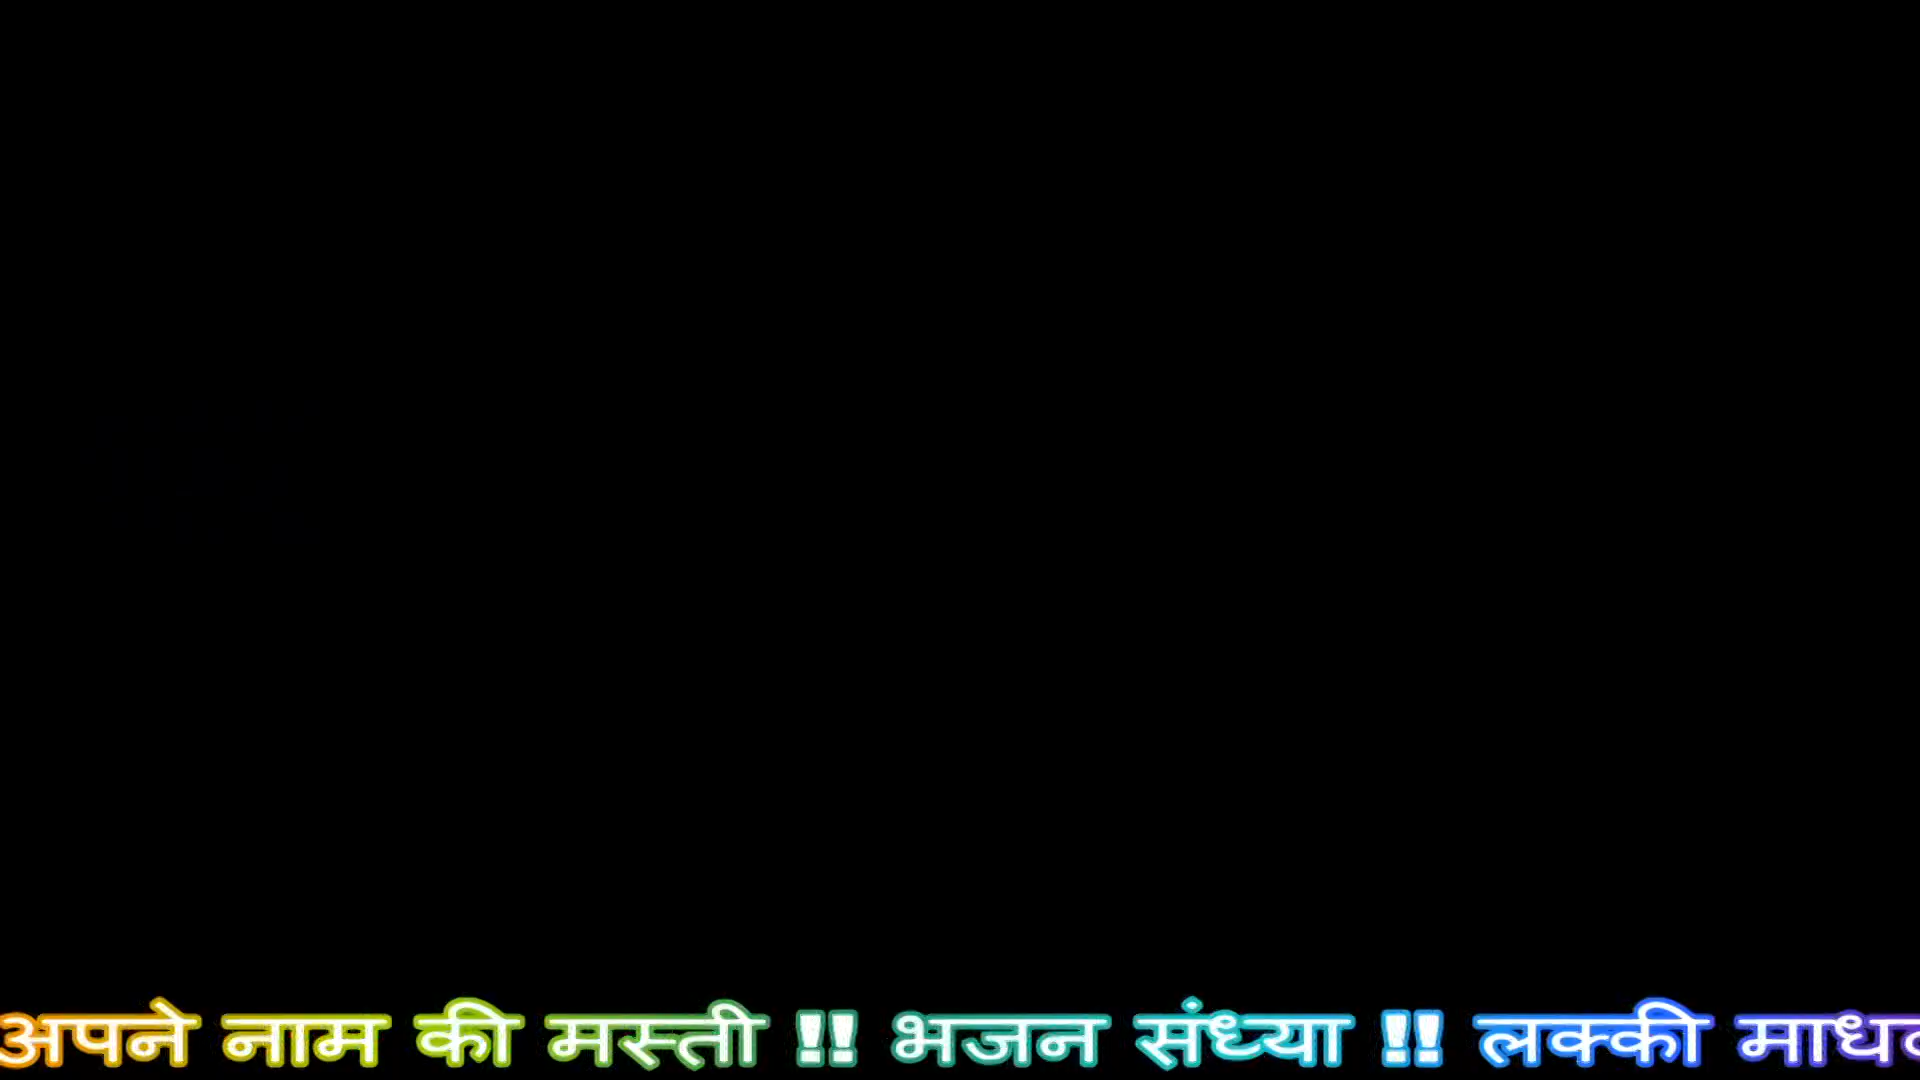 अपने नाम की मस्ती !! भजन संध्या !! लक्की